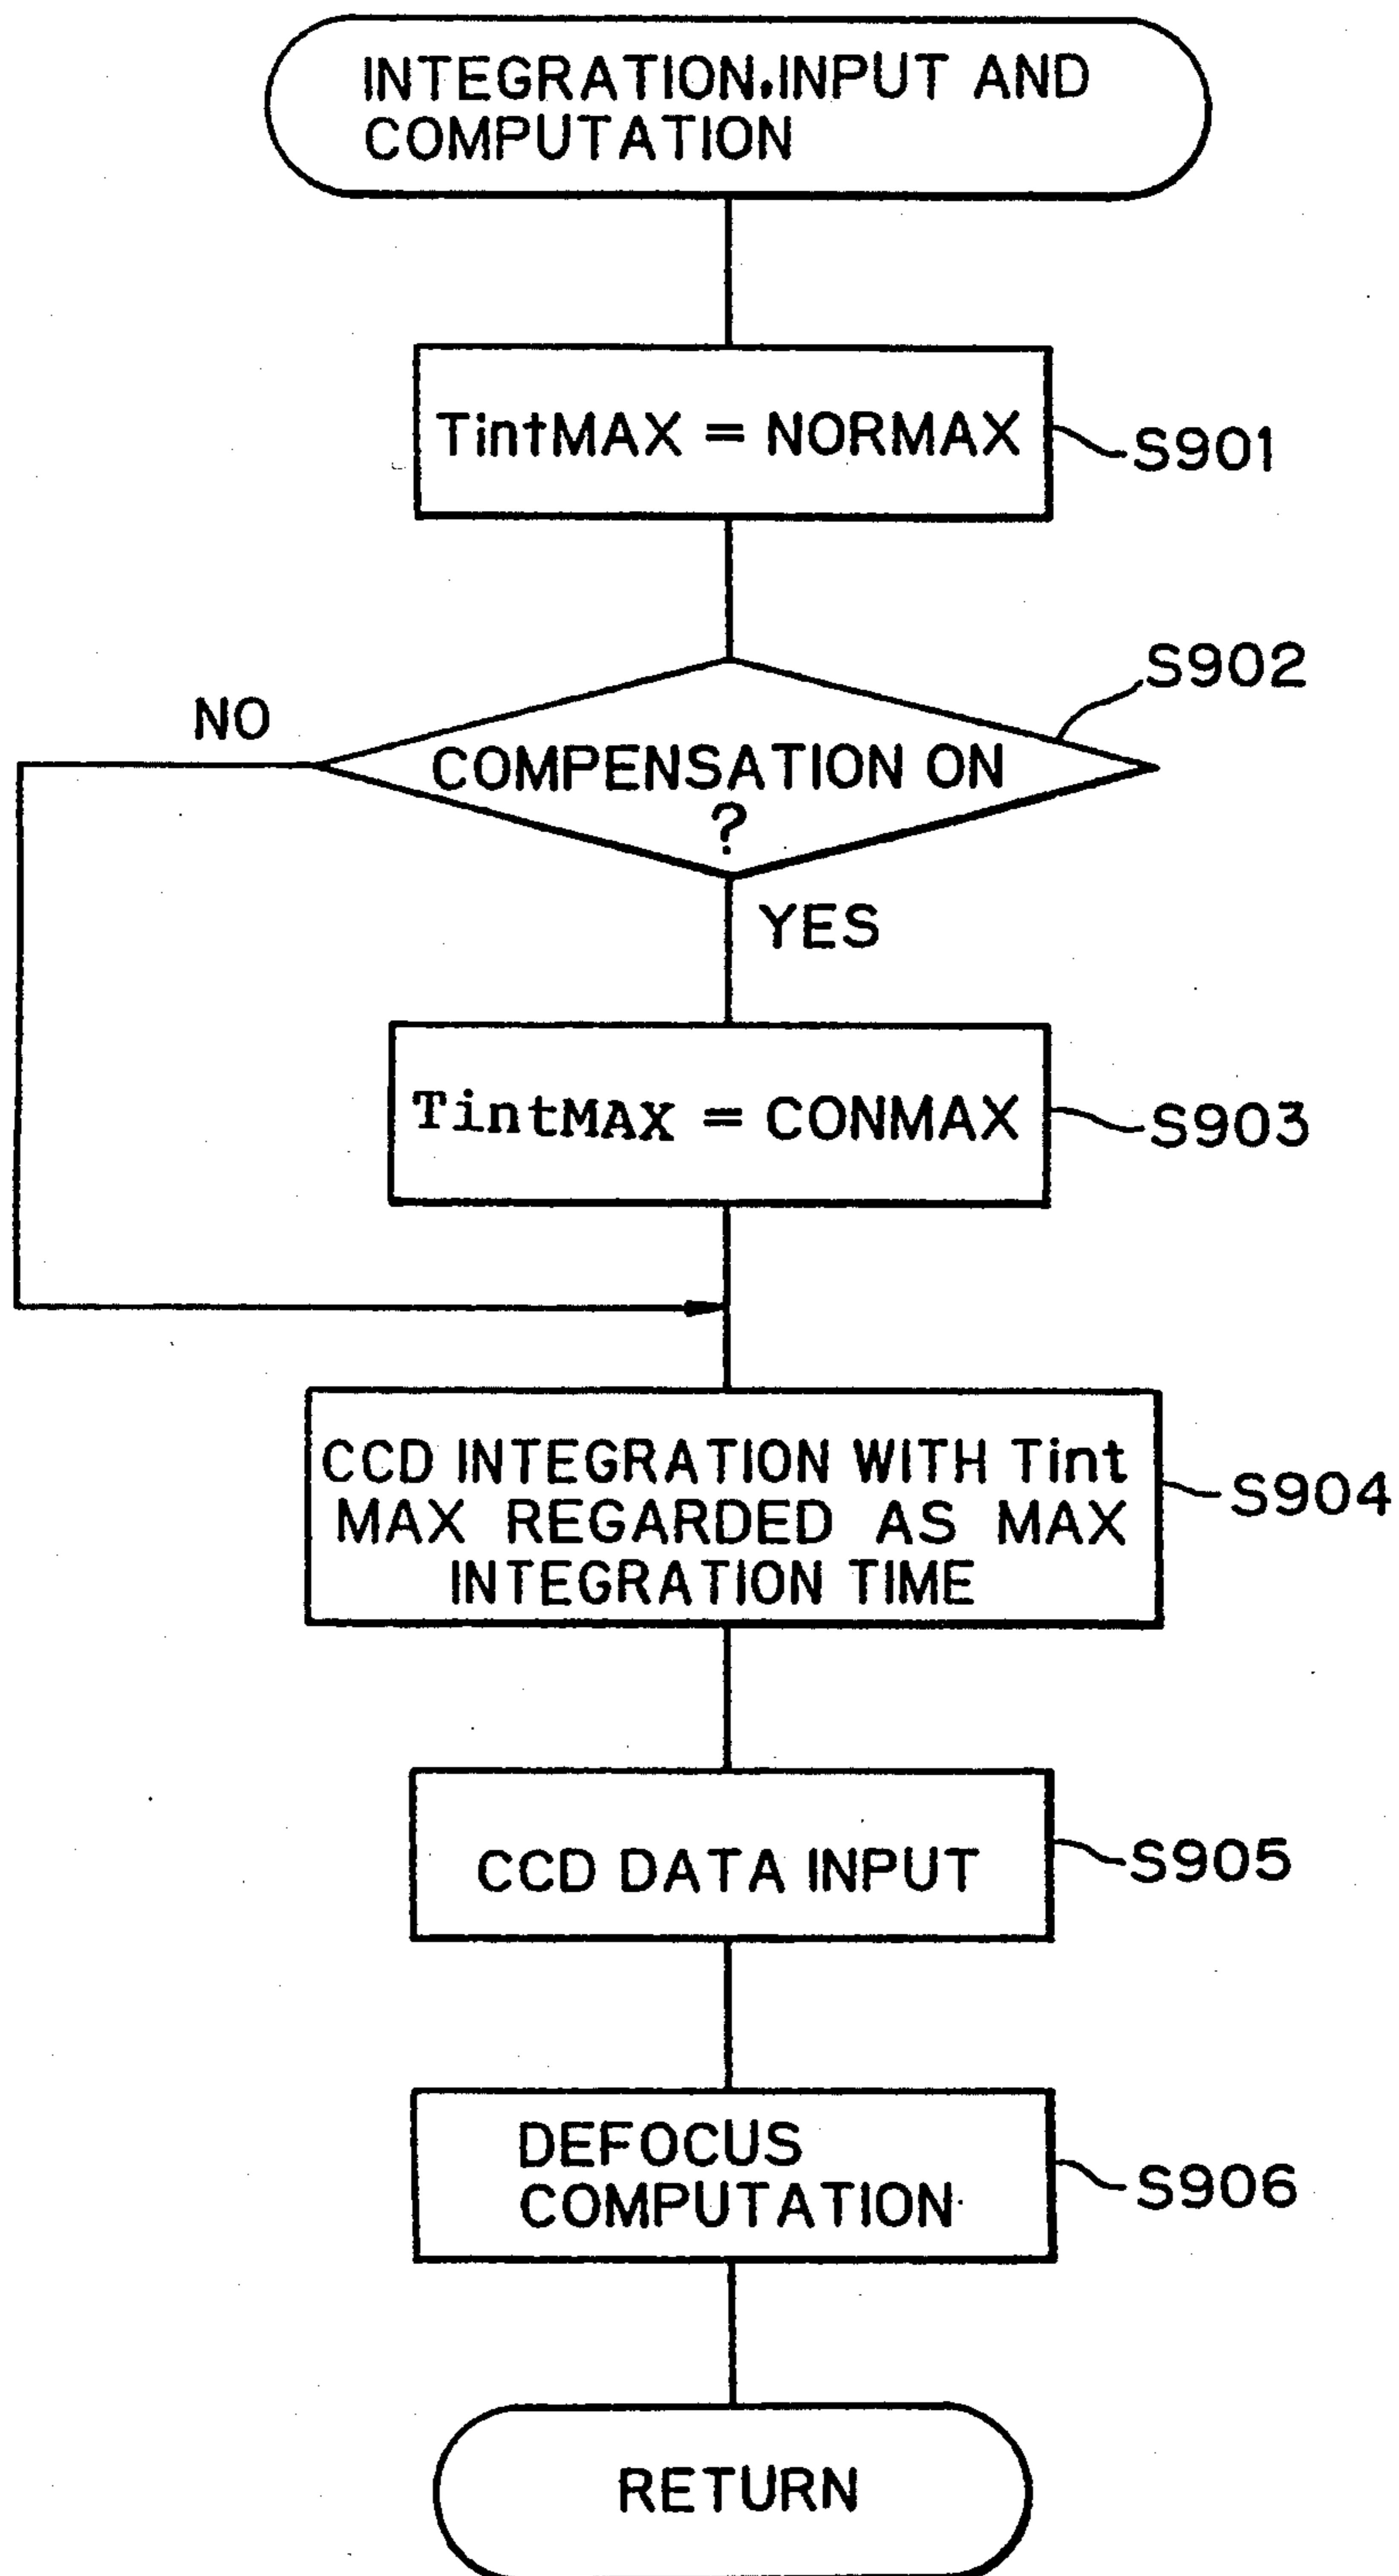 INTEGRATION.INPUT AND
COMPUTATION
TintMAX = NORMAX
S901
S902
NO
COMPENSATION ON
?
YES
TintMAX = CONMAX
S903
CCD INTEGRATION WITH Tint
MAX REGARDED AS MAX
INTEGRATION TIME
S904
CCD DATA INPUT
S905
DEFOCUS
COMPUTATION
S906
RETURN